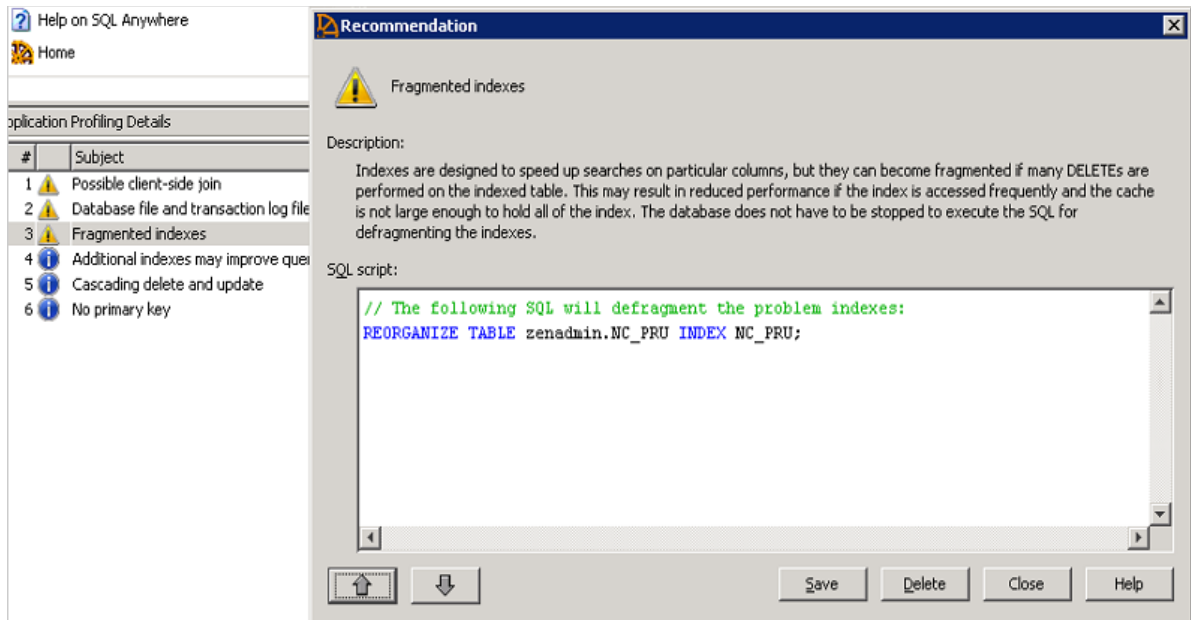 Help on SQL Anywhere
Home
plication Profiling Details
# Subject
1 Possible client-side join
2 Database file and transaction log file
3 Fragmented indexes
4 Additional indexes may improve quer
5 Cascading delete and update
6 No primary key
Recommendation
Fragmented indexes
Description:
Indexes are designed to speed up searches on particular columns, but they can become fragmented if many DELETEs are
performed on the indexed table. This may result in reduced performance if the index is accessed frequently and the cache
is not large enough to hold all of the index. The database does not have to be stopped to execute the SQL for
defragmenting the indexes.
SQL script:
// The following SQL will defragment the problem indexes:
REORGANIZE TABLE zenadmin.NC_PRU INDEX NC_PRU;
Save Delete Close Help